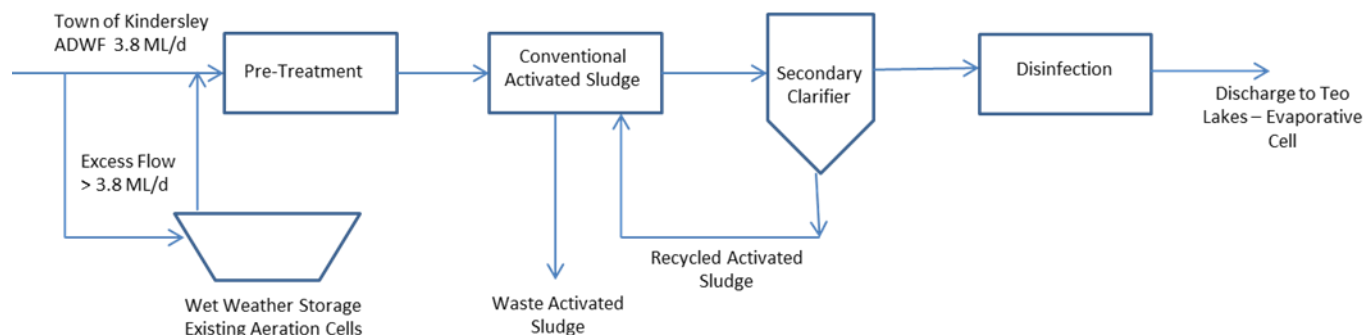 Town of Kindersley
ADWF 3.8 ML/d
Pre-Treatment
Conventional
Activated Sludge
Secondary
Clarifier
Disinfection
Discharge to Teo
Lakes – Evaporative
Cell
Excess Flow
> 3.8 ML/d
Recycled Activated
Sludge
Wet Weather Storage
Existing Aeration Cells
Waste Activated
Sludge